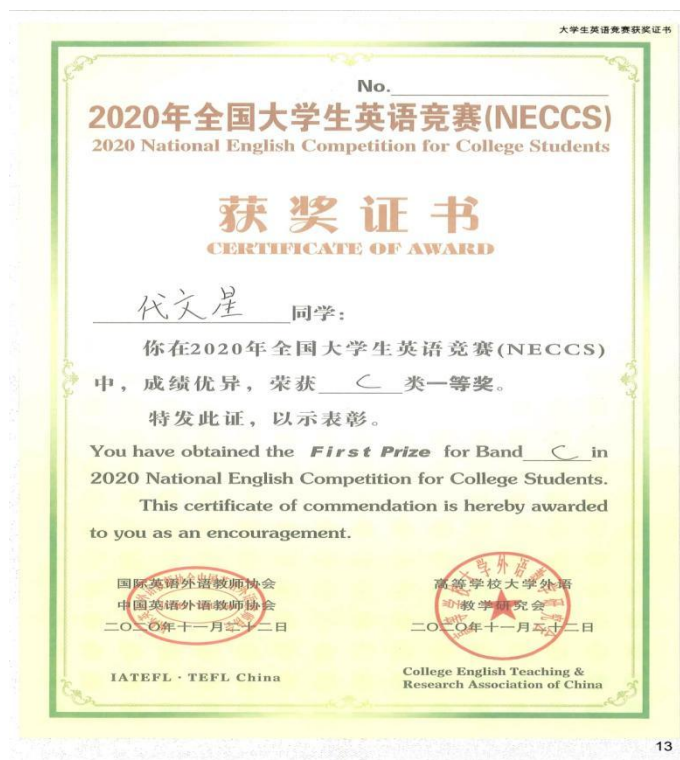 大学生英语竞赛获奖证书
No.
2020年全国大学生英语竞赛(NECCS)
2020 National English Competition for College Students
获奖证书
CERTIFICATE OF AWARD
代文星 同学：
你在2020年全国大学生英语竞赛(NECCS)
中，成绩优异，荣获 C 类一等奖。
特发此证，以示表彰。
You have obtained the First Prize for Band C in
2020 National English Competition for College Students.
This certificate of commendation is hereby awarded
to you as an encouragement.
国际英语外语教师协会
中国英语外语教师协会
二〇二〇年十一月二十二日
IATEFL · TEFL China
高等学校大学外语
教学研究会
二〇二〇年十一月二十二日
College English Teaching &
Research Association of China
13